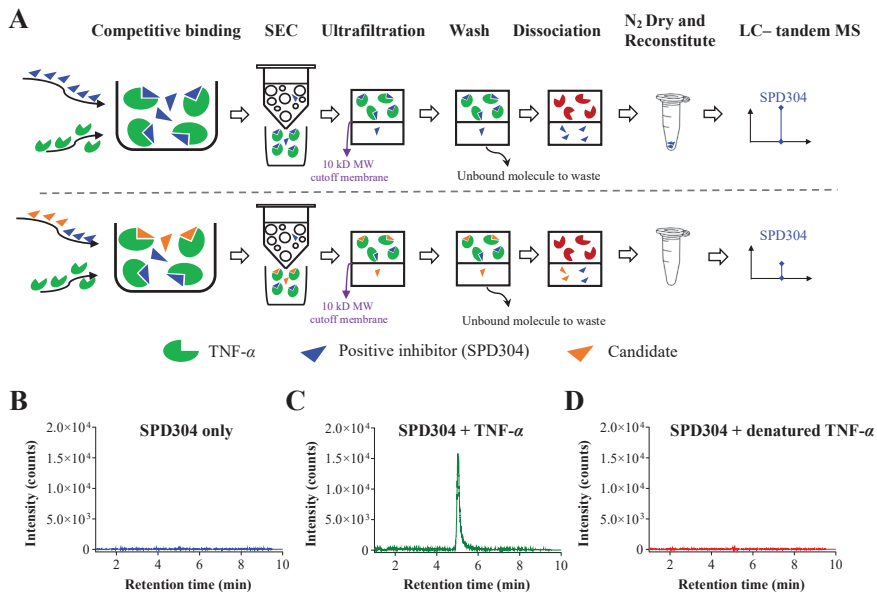 A
Competitive binding SEC Ultrafiltration Wash Dissociation N₂ Dry and Reconstitute LC– tandem MS
SPD304
10 kD MW
cutoff membrane
Unbound molecule to waste
SPD304
10 kD MW
cutoff membrane
Unbound molecule to waste
TNF-α Positive inhibitor (SPD304) Candidate
B
SPD304 only
Intensity (counts)
2.0×10⁴
1.5×10⁴
1.0×10⁴
5.0×10³
0
2 4 6 8 10
Retention time (min)
C
SPD304 + TNF-α
Intensity (counts)
2.0×10⁴
1.5×10⁴
1.0×10⁴
5.0×10³
0
2 4 6 8 10
Retention time (min)
D
SPD304 + denatured TNF-α
Intensity (counts)
2.0×10⁴
1.5×10⁴
1.0×10⁴
5.0×10³
0
2 4 6 8 10
Retention time (min)